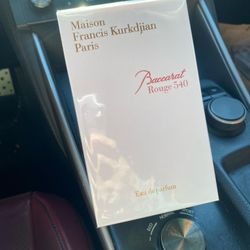 Maison
Francis Kurkdjian
Paris
Baccarat
Rouge 540
Eau de parfum